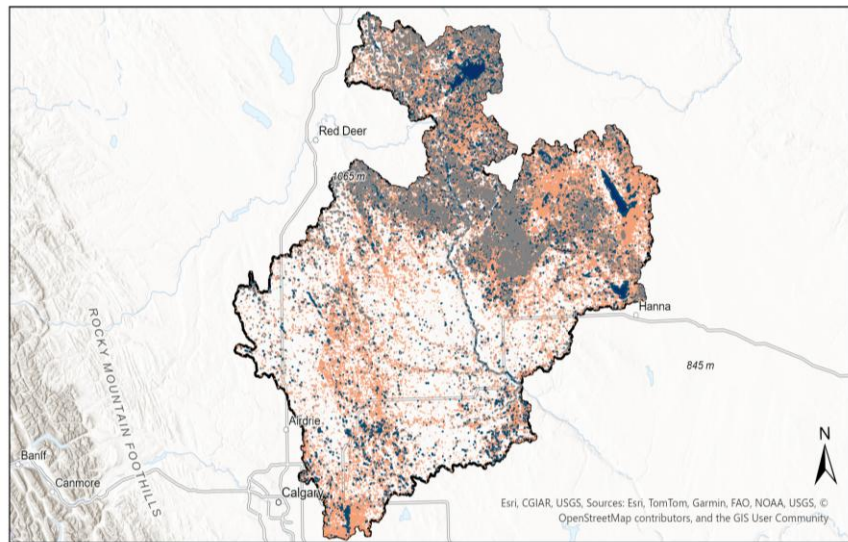 Red Deer
1065 m
Hanna
845 m
ROCKY MOUNTAIN FOOTHILLS
Airdrie
Banff
Canmore
Calgary
N
Esri, CGIAR, USGS, Sources: Esri, TomTom, Garmin, FAO, NOAA, USGS, ©
OpenStreetMap contributors, and the GIS User Community